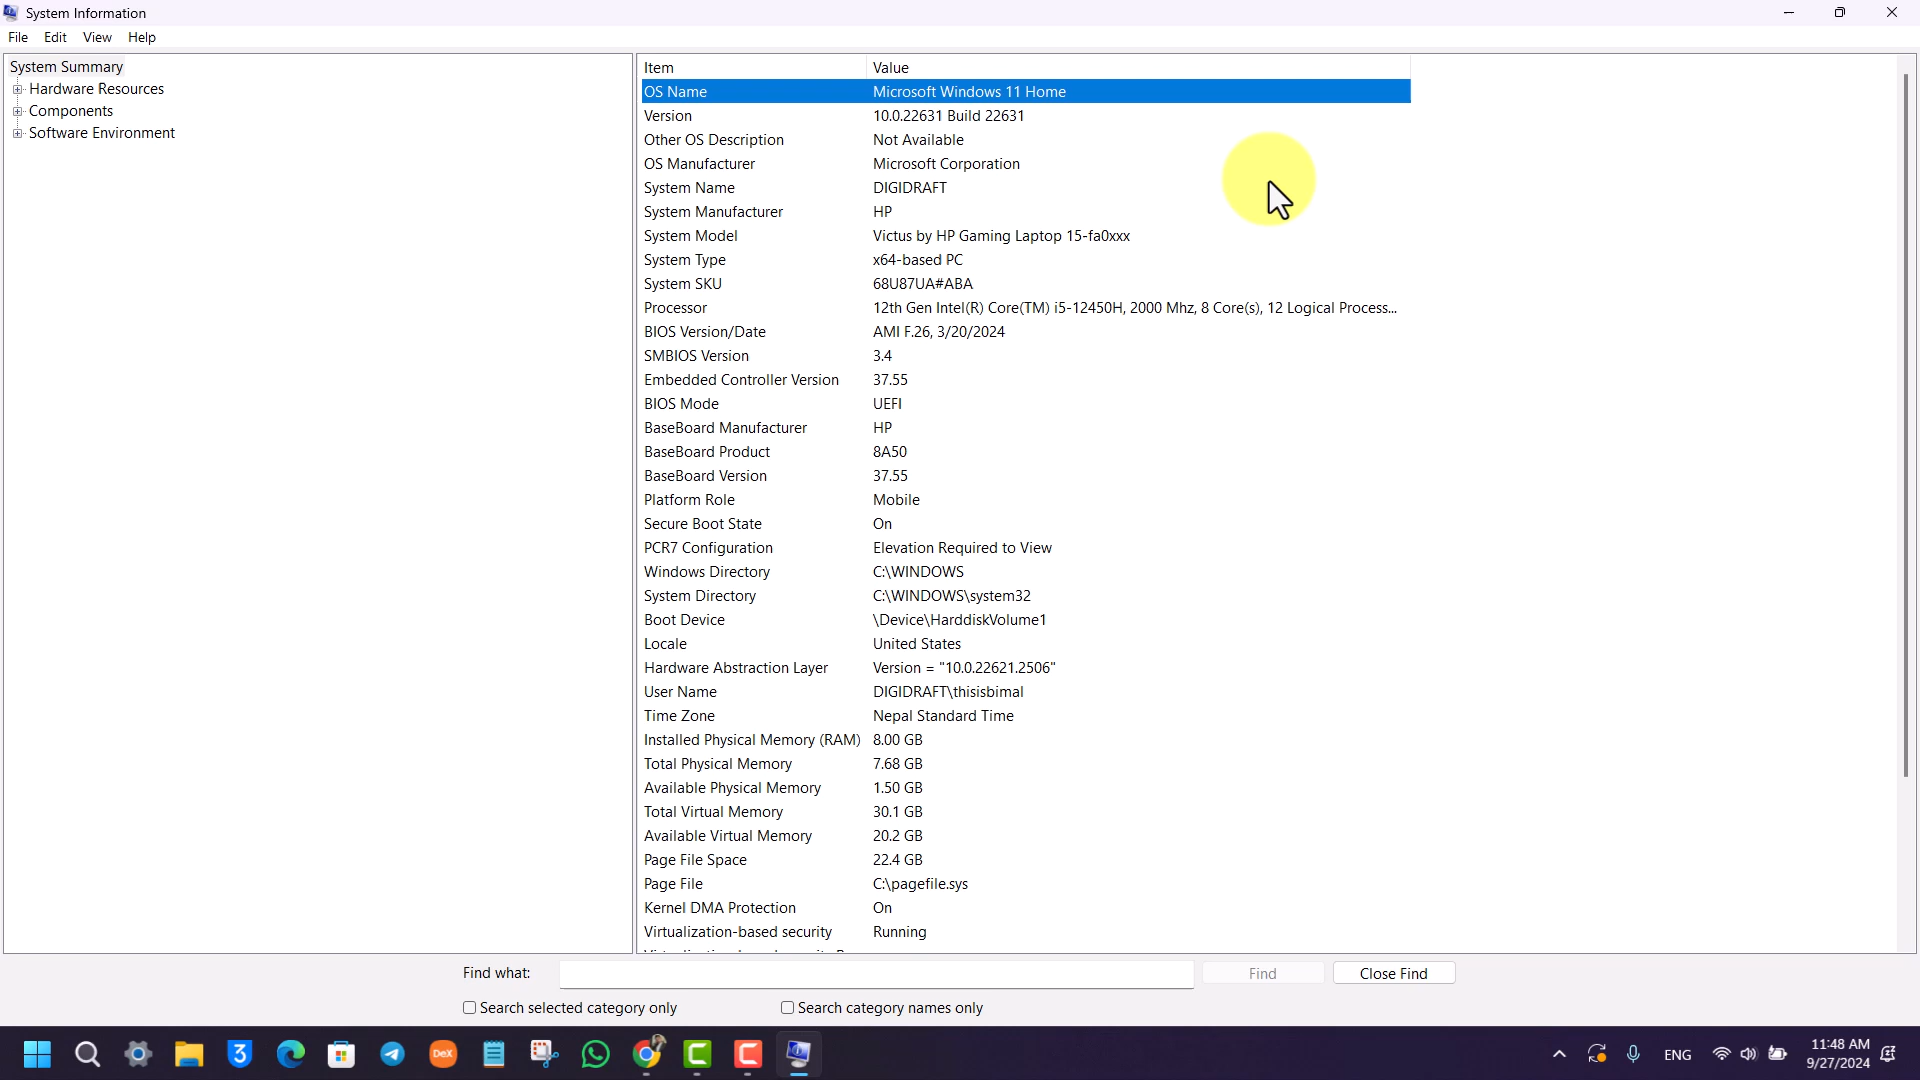 System Information
File Edit View Help
System Summary
Hardware Resources
Components
Software Environment
Item Value
OS Name Microsoft Windows 11 Home
Version 10.0.22631 Build 22631
Other OS Description Not Available
OS Manufacturer Microsoft Corporation
System Name DIGIDRAFT
System Manufacturer HP
System Model Victus by HP Gaming Laptop 15-fa0xxx
System Type x64-based PC
System SKU 68U87UA#ABA
Processor 12th Gen Intel(R) Core(TM) i5-12450H, 2000 Mhz, 8 Core(s), 12 Logical Process...
BIOS Version/Date AMI F.26, 3/20/2024
SMBIOS Version 3.4
Embedded Controller Version 37.55
BIOS Mode UEFI
BaseBoard Manufacturer HP
BaseBoard Product 8A50
BaseBoard Version 37.55
Platform Role Mobile
Secure Boot State On
PCR7 Configuration Elevation Required to View
Windows Directory C:\WINDOWS
System Directory C:\WINDOWS\system32
Boot Device \Device\HarddiskVolume1
Locale United States
Hardware Abstraction Layer Version = "10.0.22621.2506"
User Name DIGIDRAFT\thisisbimal
Time Zone Nepal Standard Time
Installed Physical Memory (RAM) 8.00 GB
Total Physical Memory 7.68 GB
Available Physical Memory 1.50 GB
Total Virtual Memory 30.1 GB
Available Virtual Memory 20.2 GB
Page File Space 22.4 GB
Page File C:\pagefile.sys
Kernel DMA Protection On
Virtualization-based security Running
Find what: Find Close Find
Search selected category only Search category names only
3 DeX ENG 11:48 AM
9/27/2024